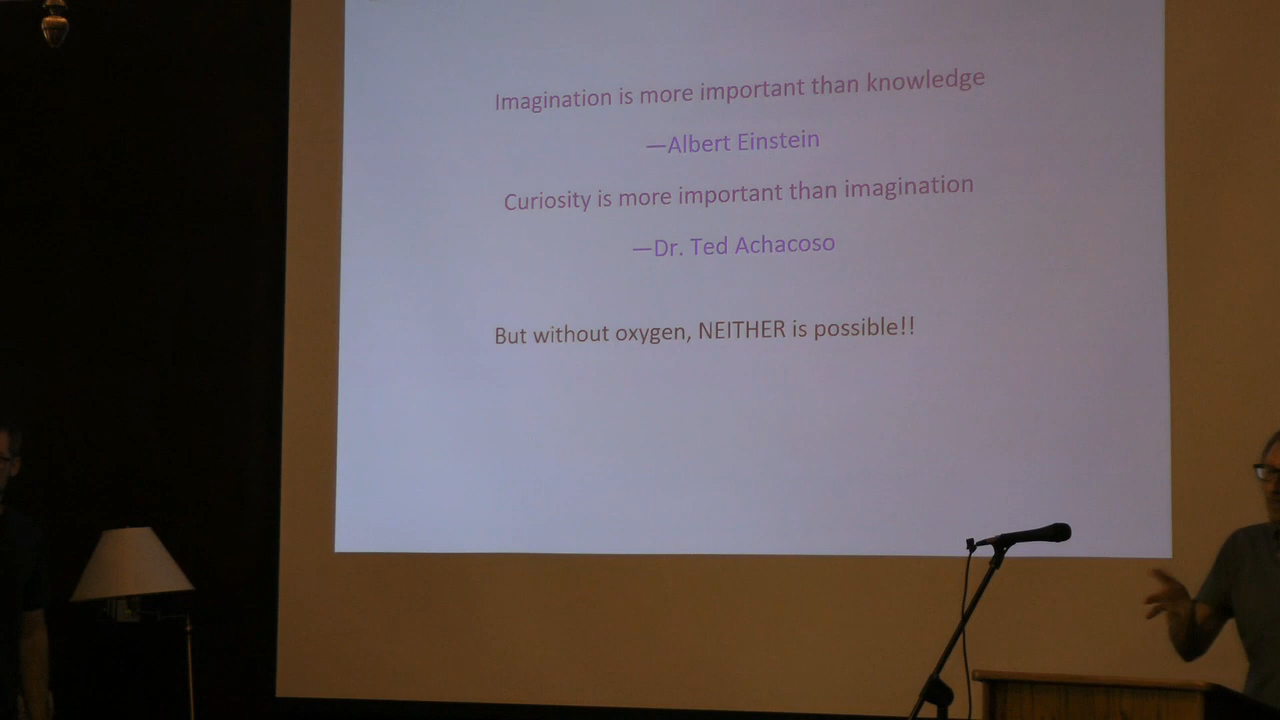 Imagination is more important than knowledge
—Albert Einstein
Curiosity is more important than imagination
—Dr. Ted Achacoso
But without oxygen, NEITHER is possible!!